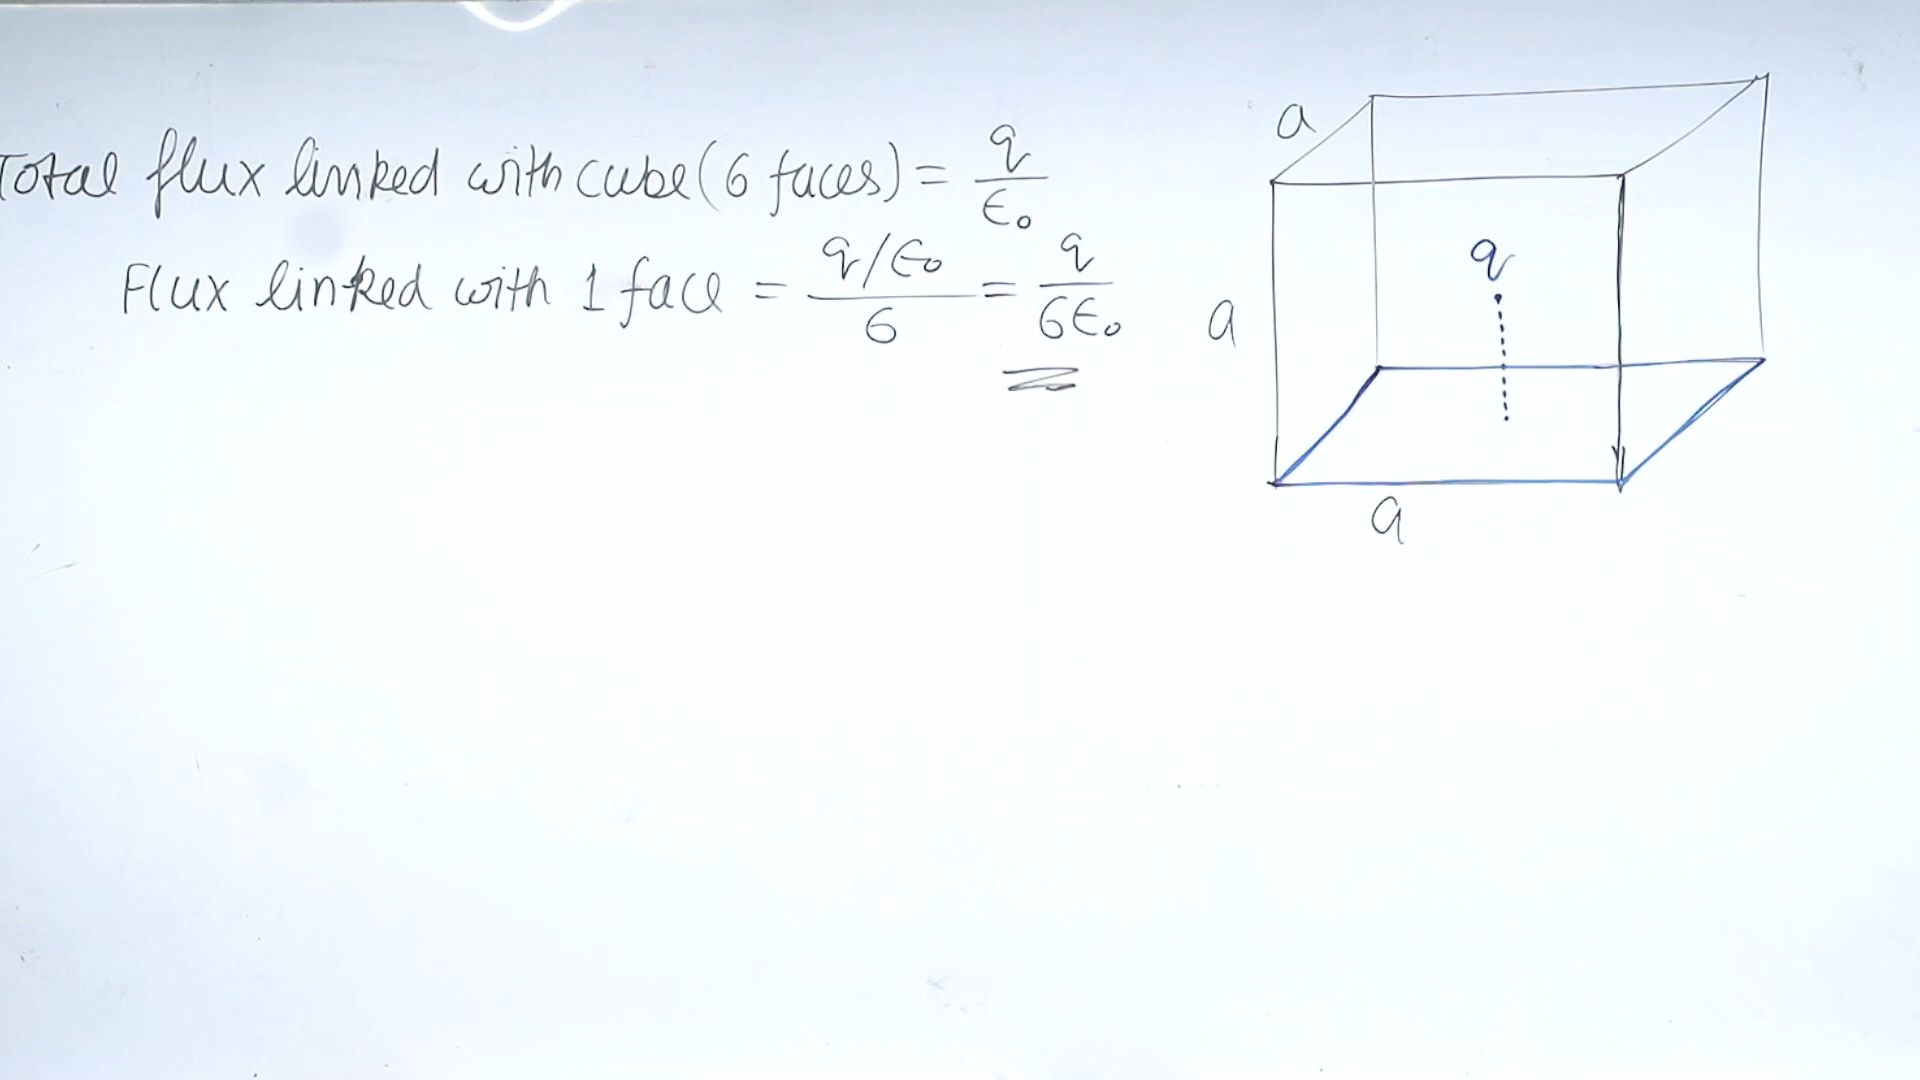 Total flux linked with cube (6 faces) = q/ϵ₀
Flux linked with 1 face = (q/ϵ₀)/6 = q/6ϵ₀
a
q
a
a